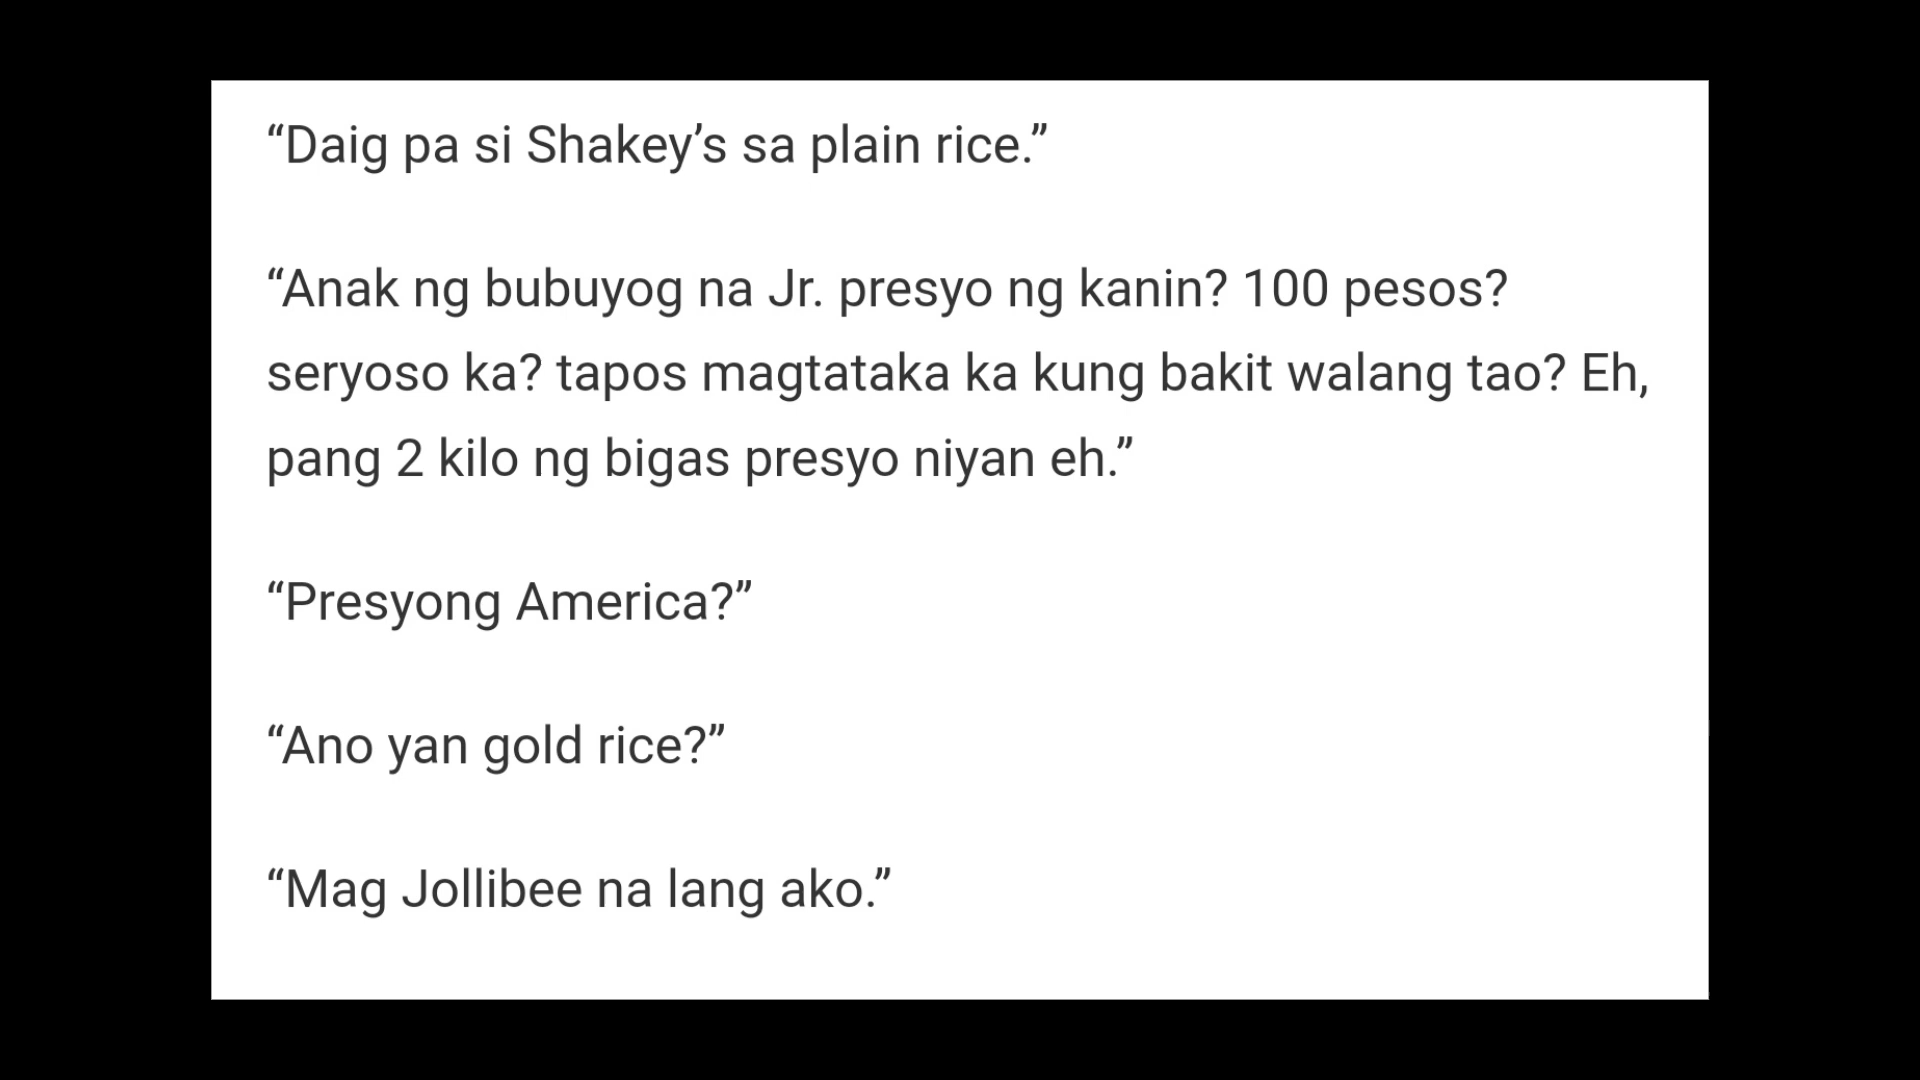 “Daig pa si Shakey’s sa plain rice.”
“Anak ng bubuyog na Jr. presyo ng kanin? 100 pesos?
seryoso ka? tapos magtataka ka kung bakit walang tao? Eh,
pang 2 kilo ng bigas presyo niyan eh.”
“Presyong America?”
“Ano yan gold rice?”
“Mag Jollibee na lang ako.”